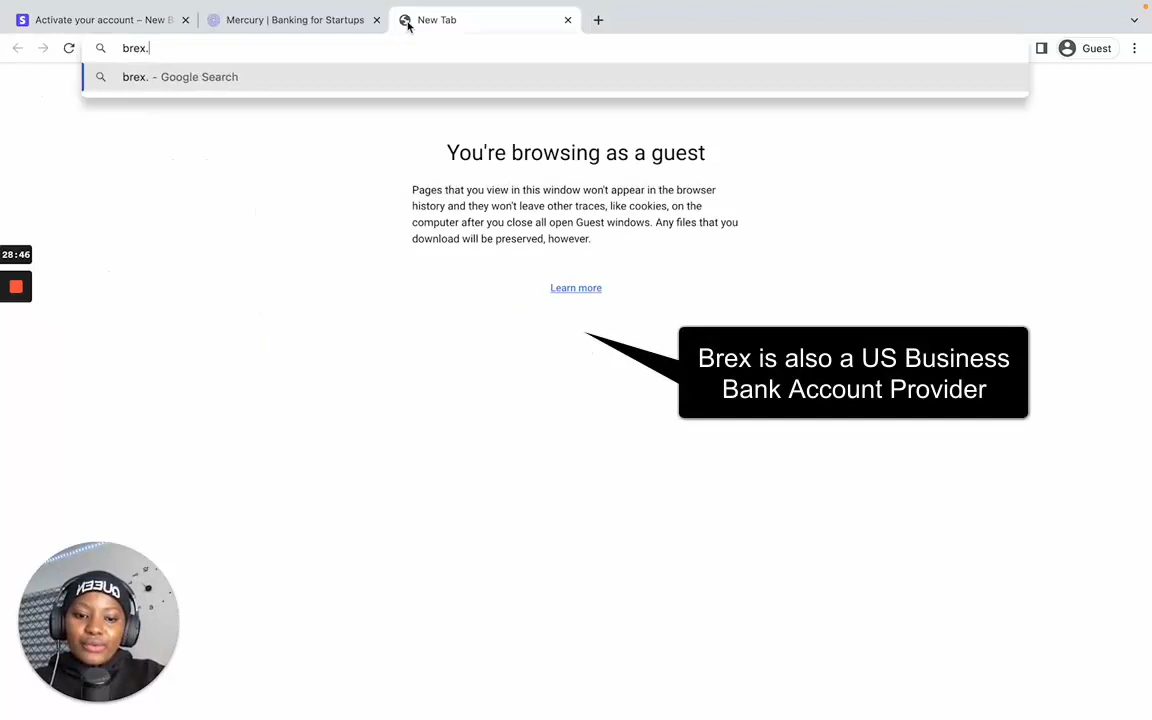 Activate your account – New B
Mercury | Banking for Startups
New Tab
brex.
Guest
brex. - Google Search
You're browsing as a guest
Pages that you view in this window won't appear in the browser
history and they won't leave other traces, like cookies, on the
computer after you close all open Guest windows. Any files that you
download will be preserved, however.
28:46
Learn more
Brex is also a US Business
Bank Account Provider
QUEEN